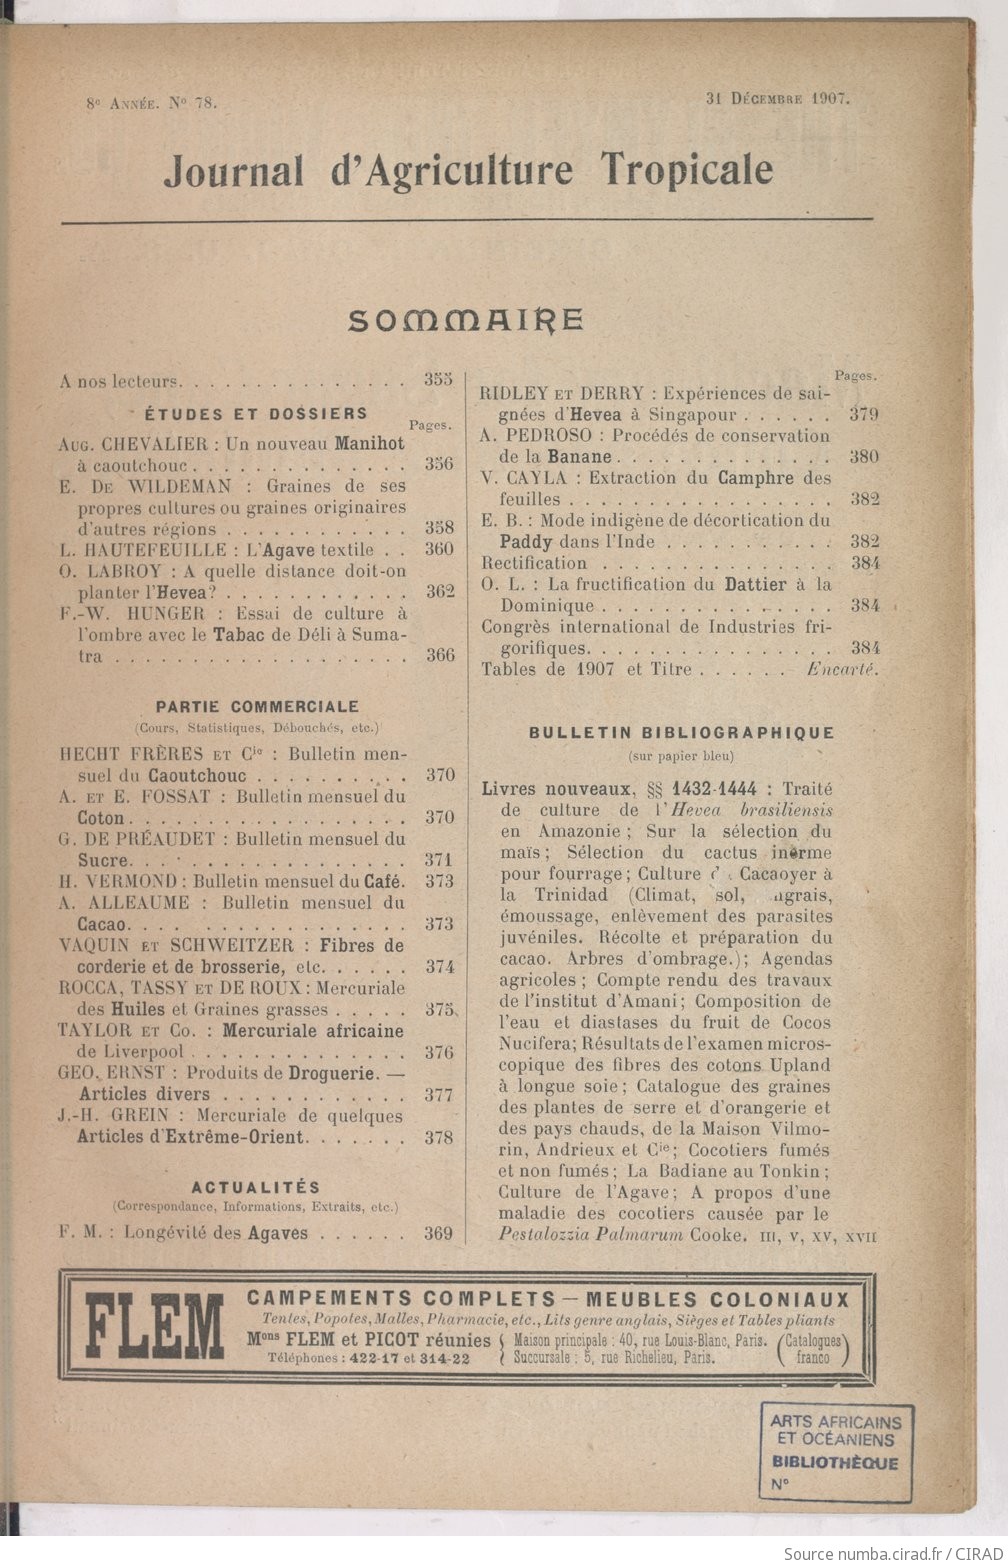 8e ANNÉE. No 78.
31 DÉCEMBRE 1907.
Journal d'Agriculture Tropicale
SOMMAIRE
A nos lecteurs. . . . . . . . . . . . . . . 355
ÉTUDES ET DOSSIERS
Pages.
AUG. CHEVALIER : Un nouveau Manihot
à caoutchouc . . . . . . . . . . . . . . 356
E. DE WILDEMAN : Graines de ses
propres cultures ou graines originaires
d'autres régions . . . . . . . . . . . . 358
L. HAUTEFEUILLE : L'Agave textile . . 360
O. LABROY : A quelle distance doit-on
planter l'Hevea? . . . . . . . . . . . . 362
F.-W. HUNGER : Essai de culture à
l'ombre avec le Tabac de Déli à Suma-
tra . . . . . . . . . . . . . . . . . . . 366
PARTIE COMMERCIALE
(Cours, Statistiques, Débouchés, etc.)
HECHT FRÈRES ET Cie : Bulletin men-
suel du Caoutchouc . . . . . . . . . . 370
A. ET E. FOSSAT : Bulletin mensuel du
Coton. . . . . . . . . . . . . . . . . . 370
G. DE PRÉAUDET : Bulletin mensuel du
Sucre. . . . . . . . . . . . . . . . . . 371
H. VERMOND : Bulletin mensuel du Café. 373
A. ALLEAUME : Bulletin mensuel du
Cacao. . . . . . . . . . . . . . . . . 373
VAQUIN ET SCHWEITZER : Fibres de
corderie et de brosserie, etc. . . . . . 374
ROCCA, TASSY ET DE ROUX : Mercuriale
des Huiles et Graines grasses . . . . . 375
TAYLOR ET Co. : Mercuriale africaine
de Liverpool . . . . . . . . . . . . . . 376
GEO. ERNST : Produits de Droguerie. —
Articles divers . . . . . . . . . . . . 377
J.-H. GREIN : Mercuriale de quelques
Articles d'Extrême-Orient. . . . . . . 378
ACTUALITÉS
(Correspondance, Informations, Extraits, etc.)
F. M. : Longévité des Agaves . . . . . . 369
Pages.
RIDLEY ET DERRY : Expériences de sai-
gnées d'Hevea à Singapour . . . . . . 379
A. PEDROSO : Procédés de conservation
de la Banane . . . . . . . . . . . . . . 380
V. CAYLA : Extraction du Camphre des
feuilles . . . . . . . . . . . . . . . . . 382
E. B. : Mode indigène de décortication du
Paddy dans l'Inde . . . . . . . . . . . 382
Rectification . . . . . . . . . . . . . . . 384
O. L. : La fructification du Dattier à la
Dominique . . . . . . . . . . . . . . . 384
Congrès international de Industries fri-
gorifiques. . . . . . . . . . . . . . . . 384
Tables de 1907 et Titre . . . . . . Encarté.
BULLETIN BIBLIOGRAPHIQUE
(sur papier bleu)
Livres nouveaux, §§ 1432-1444 : Traité
de culture de l'Hevea brasiliensis
en Amazonie ; Sur la sélection du
maïs ; Sélection du cactus inerme
pour fourrage ; Culture Cacaoyer à
la Trinidad (Climat, sol,
émoussage, enlèvement des parasites
juvéniles. Récolte et préparation du
cacao. Arbres d'ombrage.) ; Agendas
agricoles ; Compte rendu des travaux
de l'institut d'Amani ; Composition de
l'eau et diastases du fruit de Cocos
Nucifera; Résultats de l'examen micros-
copique des fibres des cotons Upland
à longue soie ; Catalogue des graines
des plantes de serre et d'orangerie et
des pays chauds, de la Maison Vilmo-
rin, Andrieux et Cie ; Cocotiers fumés
et non fumés ; La Badiane au Tonkin ;
Culture de l'Agave ; A propos d'une
maladie des cocotiers causée par le
Pestalozzia Palmarum Cooke. III, V, XV, XVII
FLEM
CAMPEMENTS COMPLETS — MEUBLES COLONIAUX
Tentes, Popotes, Malles, Pharmacie, etc., Lits genre anglais, Sièges et Tables pliants
Mons FLEM et PICOT réunies
Téléphones : 422-17 et 314-22
Maison principale : 40, rue Louis-Blanc, Paris.
Succursale : 5, rue Richelieu, Paris.
(Catalogues
franco)
ARTS AFRICAINS
ET OCÉANIENS
BIBLIOTHÈQUE
N°
Source numba.cirad.fr / CIRAD